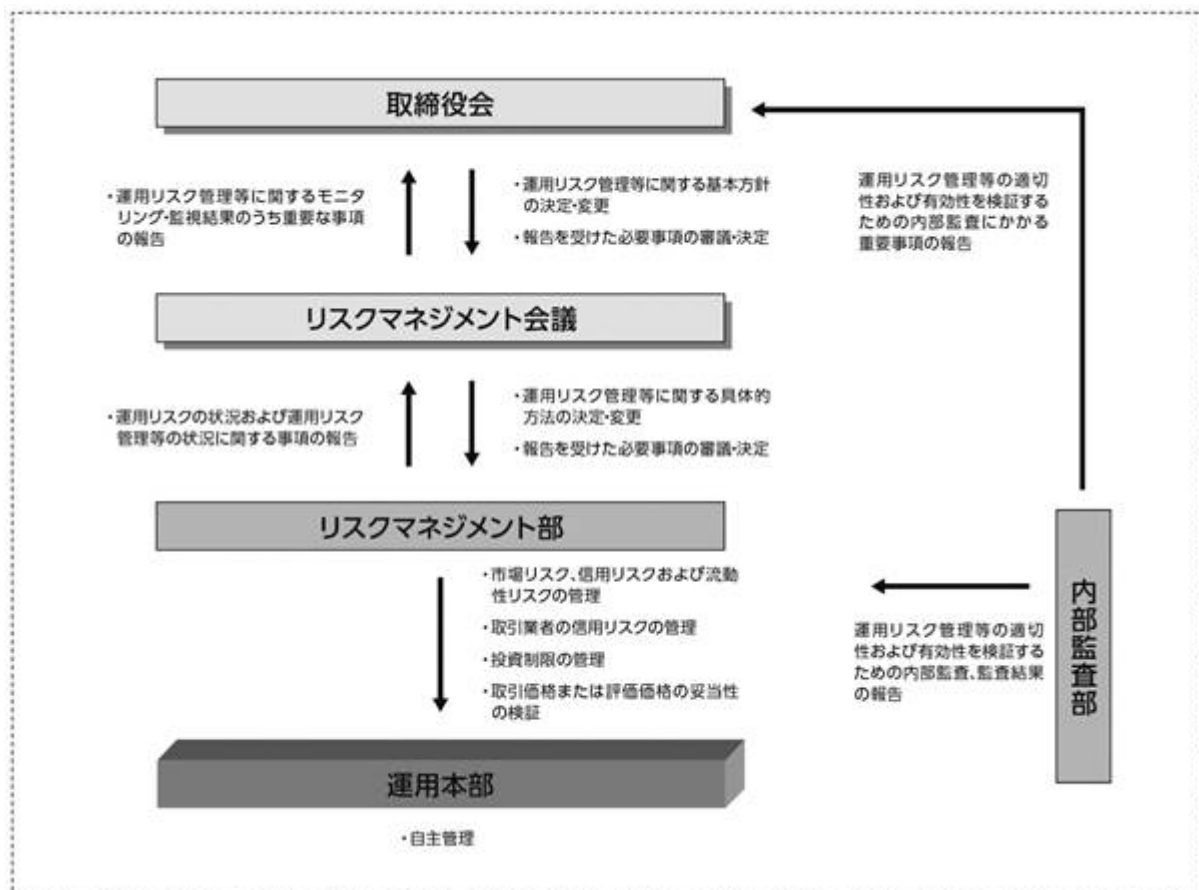 取締役会
・運用リスク管理等に関するモニタ
リング・監視結果のうち重要な事項
の報告
・運用リスク管理等に関する基本方針
の決定・変更
・報告を受けた必要事項の審議・決定
運用リスク管理等の適切
性および有効性を検証す
るための内部監査にかかる
重要事項の報告
リスクマネジメント会議
・運用リスクの状況および運用リスク
管理等の状況に関する事項の報告
・運用リスク管理等に関する具体的
方法の決定・変更
・報告を受けた必要事項の審議・決定
リスクマネジメント部
・市場リスク、信用リスクおよび流動
性リスクの管理
・取引業者の信用リスクの管理
・投資制限の管理
・取引価格または評価価格の妥当性
の検証
運用リスク管理等の適切
性および有効性を検証する
ための内部監査、監査結果
の報告
内部監査部
運用本部
・自主管理